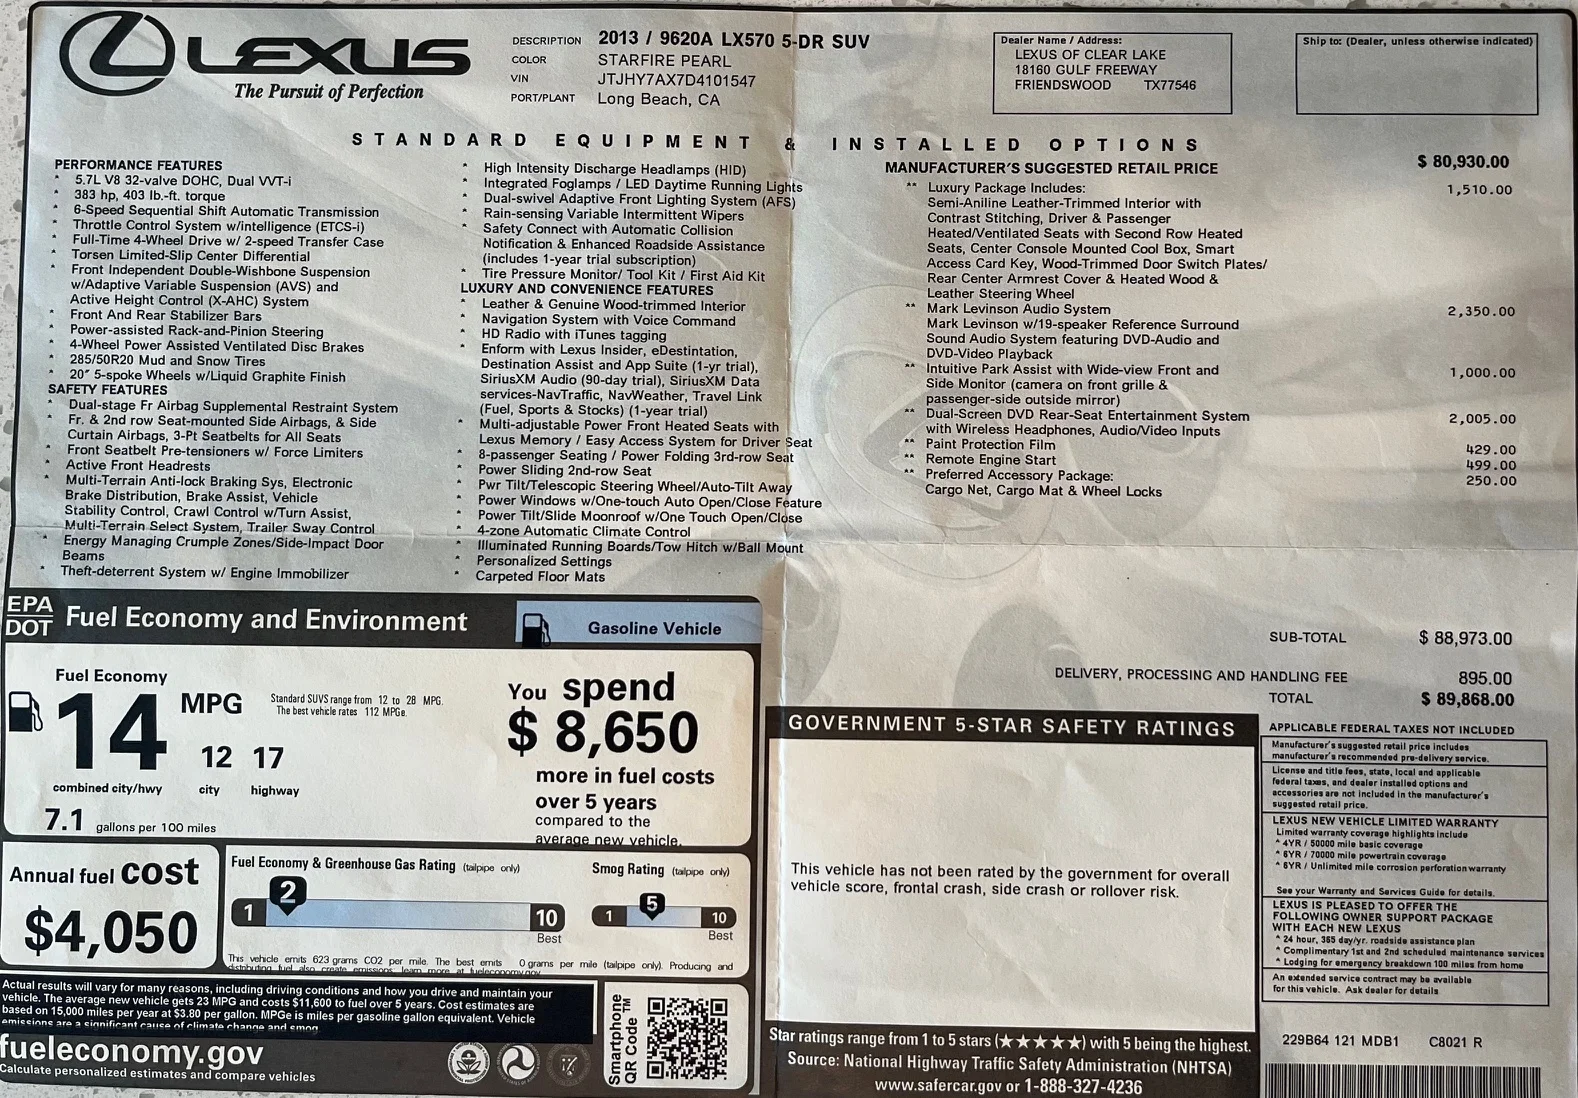 LEXUS
The Pursuit of Perfection
DESCRIPTION 2013 / 9620A LX570 5-DR SUV
COLOR STARFIRE PEARL
VIN JTJHY7AX7D4101547
PORT/PLANT Long Beach, CA
Dealer Name / Address:
LEXUS OF CLEAR LAKE
18160 GULF FREEWAY
FRIENDSWOOD TX77546
Ship to: (Dealer, unless otherwise indicated)
STANDARD EQUIPMENT & INSTALLED OPTIONS
PERFORMANCE FEATURES
* 5.7L V8 32-valve DOHC, Dual VVT-i
* 383 hp, 403 lb.-ft. torque
* 6-Speed Sequential Shift Automatic Transmission
* Throttle Control System w/intelligence (ETCS-i)
* Full-Time 4-Wheel Drive w/ 2-speed Transfer Case
* Torsen Limited-Slip Center Differential
* Front Independent Double-Wishbone Suspension
w/Adaptive Variable Suspension (AVS) and
Active Height Control (X-AHC) System
* Front And Rear Stabilizer Bars
* Power-assisted Rack-and-Pinion Steering
* 4-Wheel Power Assisted Ventilated Disc Brakes
* 285/50R20 Mud and Snow Tires
* 20" 5-spoke Wheels w/Liquid Graphite Finish
SAFETY FEATURES
* Dual-stage Fr Airbag Supplemental Restraint System
* Fr. & 2nd row Seat-mounted Side Airbags, & Side
Curtain Airbags, 3-Pt Seatbelts for All Seats
* Front Seatbelt Pre-tensioners w/ Force Limiters
* Active Front Headrests
* Multi-Terrain Anti-lock Braking Sys, Electronic
Brake Distribution, Brake Assist, Vehicle
Stability Control, Crawl Control w/Turn Assist,
Multi-Terrain Select System, Trailer Sway Control
* Energy Managing Crumple Zones/Side-Impact Door
Beams
* Theft-deterrent System w/ Engine Immobilizer
* High Intensity Discharge Headlamps (HID)
* Integrated Foglamps / LED Daytime Running Lights
* Dual-swivel Adaptive Front Lighting System (AFS)
* Rain-sensing Variable Intermittent Wipers
* Safety Connect with Automatic Collision
Notification & Enhanced Roadside Assistance
(includes 1-year trial subscription)
* Tire Pressure Monitor/ Tool Kit / First Aid Kit
LUXURY AND CONVENIENCE FEATURES
* Leather & Genuine Wood-trimmed Interior
* Navigation System with Voice Command
* HD Radio with iTunes tagging
* Enform with Lexus Insider, eDestintation,
Destination Assist and App Suite (1-yr trial),
SiriusXM Audio (90-day trial), SiriusXM Data
services-NavTraffic, NavWeather, Travel Link
(Fuel, Sports & Stocks) (1-year trial)
* Multi-adjustable Power Front Heated Seats with
Lexus Memory / Easy Access System for Driver Seat
* 8-passenger Seating / Power Folding 3rd-row Seat
* Power Sliding 2nd-row Seat
* Pwr Tilt/Telescopic Steering Wheel/Auto-Tilt Away
* Power Windows w/One-touch Auto Open/Close Feature
* Power Tilt/Slide Moonroof w/One Touch Open/Close
* 4-zone Automatic Climate Control
* Illuminated Running Boards/Tow Hitch w/Ball Mount
* Personalized Settings
* Carpeted Floor Mats
MANUFACTURER'S SUGGESTED RETAIL PRICE $ 80,930.00
** Luxury Package Includes: 1,510.00
Semi-Aniline Leather-Trimmed Interior with
Contrast Stitching, Driver & Passenger
Heated/Ventilated Seats with Second Row Heated
Seats, Center Console Mounted Cool Box, Smart
Access Card Key, Wood-Trimmed Door Switch Plates/
Rear Center Armrest Cover & Heated Wood &
Leather Steering Wheel
** Mark Levinson Audio System 2,350.00
Mark Levinson w/19-speaker Reference Surround
Sound Audio System featuring DVD-Audio and
DVD-Video Playback
** Intuitive Park Assist with Wide-view Front and 1,000.00
Side Monitor (camera on front grille &
passenger-side outside mirror)
** Dual-Screen DVD Rear-Seat Entertainment System 2,005.00
with Wireless Headphones, Audio/Video Inputs
** Paint Protection Film 429.00
** Remote Engine Start 499.00
** Preferred Accessory Package: 250.00
Cargo Net, Cargo Mat & Wheel Locks
SUB-TOTAL $ 88,973.00
DELIVERY, PROCESSING AND HANDLING FEE 895.00
TOTAL $ 89,868.00
EPA
DOT
Fuel Economy and Environment
Gasoline Vehicle
Fuel Economy
14 MPG
Standard SUVS range from 12 to 28 MPG.
The best vehicle rates 112 MPGe.
12 17
combined city/hwy city highway
7.1 gallons per 100 miles
You spend
$ 8,650
more in fuel costs
over 5 years
compared to the
average new vehicle.
Annual fuel cost
$4,050
Fuel Economy & Greenhouse Gas Rating (tailpipe only)
2
1 10
Best
Smog Rating (tailpipe only)
5
1 10
Best
This vehicle emits 623 grams CO2 per mile. The best emits 0 grams per mile (tailpipe only). Producing and
distributing fuel also create emissions; learn more at fueleconomy.gov
Actual results will vary for many reasons, including driving conditions and how you drive and maintain your
vehicle. The average new vehicle gets 23 MPG and costs $11,600 to fuel over 5 years. Cost estimates are
based on 15,000 miles per year at $3.80 per gallon. MPGe is miles per gasoline gallon equivalent. Vehicle
emissions are a significant cause of climate change and smog
fueleconomy.gov
Calculate personalized estimates and compare vehicles
Smartphone
QR Code™
GOVERNMENT 5-STAR SAFETY RATINGS
This vehicle has not been rated by the government for overall
vehicle score, frontal crash, side crash or rollover risk.
Star ratings range from 1 to 5 stars (★★★★★) with 5 being the highest.
Source: National Highway Traffic Safety Administration (NHTSA)
www.safercar.gov or 1-888-327-4236
APPLICABLE FEDERAL TAXES NOT INCLUDED
Manufacturer's suggested retail price includes
manufacturer's recommended pre-delivery service.
License and title fees, state, local and applicable
federal taxes, and dealer installed options and
accessories are not included in the manufacturer's
suggested retail price.
LEXUS NEW VEHICLE LIMITED WARRANTY
Limited warranty coverage highlights include
* 4YR / 50000 mile basic coverage
* 6YR / 70000 mile powertrain coverage
* 6YR / Unlimited mile corrosion perforation warranty
See your Warranty and Services Guide for details.
LEXUS IS PLEASED TO OFFER THE
FOLLOWING OWNER SUPPORT PACKAGE
WITH EACH NEW LEXUS
* 24 hour, 365 day/yr. roadside assistance plan
* Complimentary 1st and 2nd scheduled maintenance services
* Lodging for emergency breakdown 100 miles from home
An extended service contract may be available
for this vehicle. Ask dealer for details
229B64 121 MDB1 C8021 R